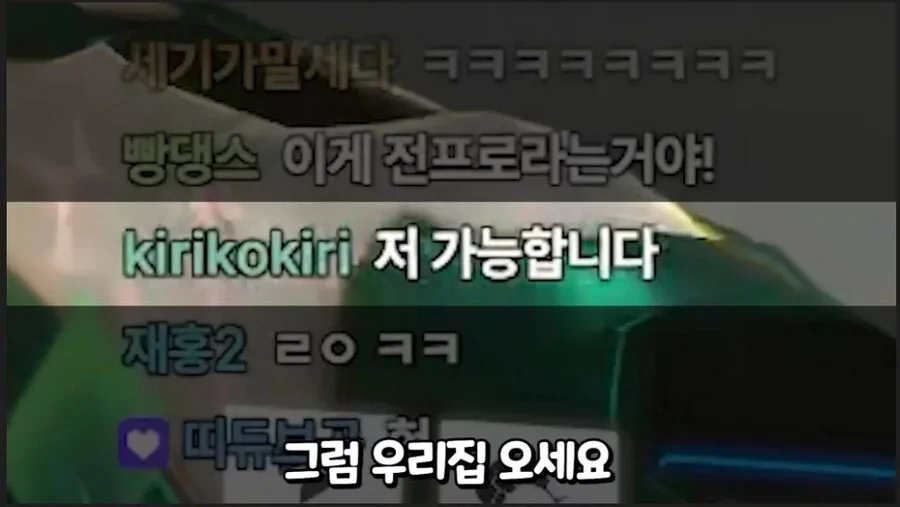 세기가말세다 ㅋㅋㅋㅋㅋㅋㅋㅋ
빵댕스 이게 전프로라는거야!
kirikokiri 저 가능합니다
재홍2 ㄹㅇ ㅋㅋ
그럼 우리집 오세요